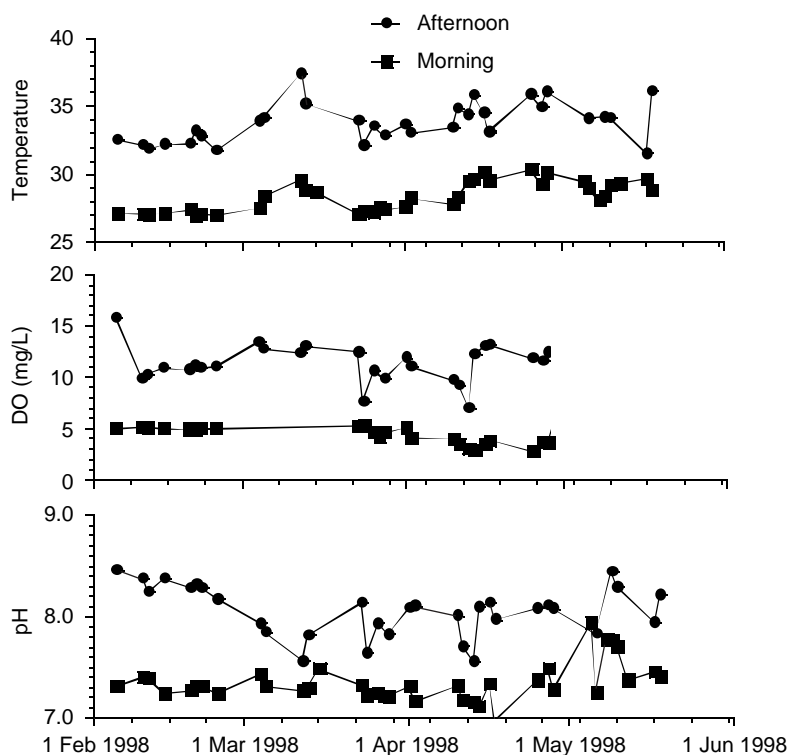 Afternoon
Morning
40
35
30
25
Temperature
20
15
10
5
0
DO (mg/L)
9.0
8.0
7.0
pH
1 Feb 1998 1 Mar 1998 1 Apr 1998 1 May 1998 1 Jun 1998